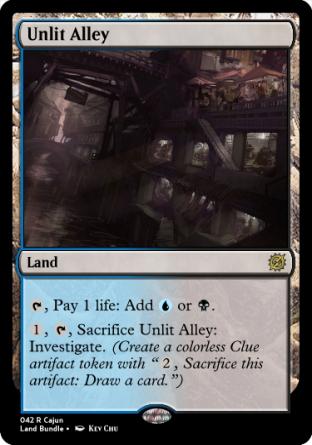 Unlit Alley
Land
, Pay 1 life: Add or .
1 , , Sacrifice Unlit Alley:
Investigate. (Create a colorless Clue
artifact token with “ 2 , Sacrifice this
artifact: Draw a card.”)
042 R Cajun
Land Bundle • Kev Chu